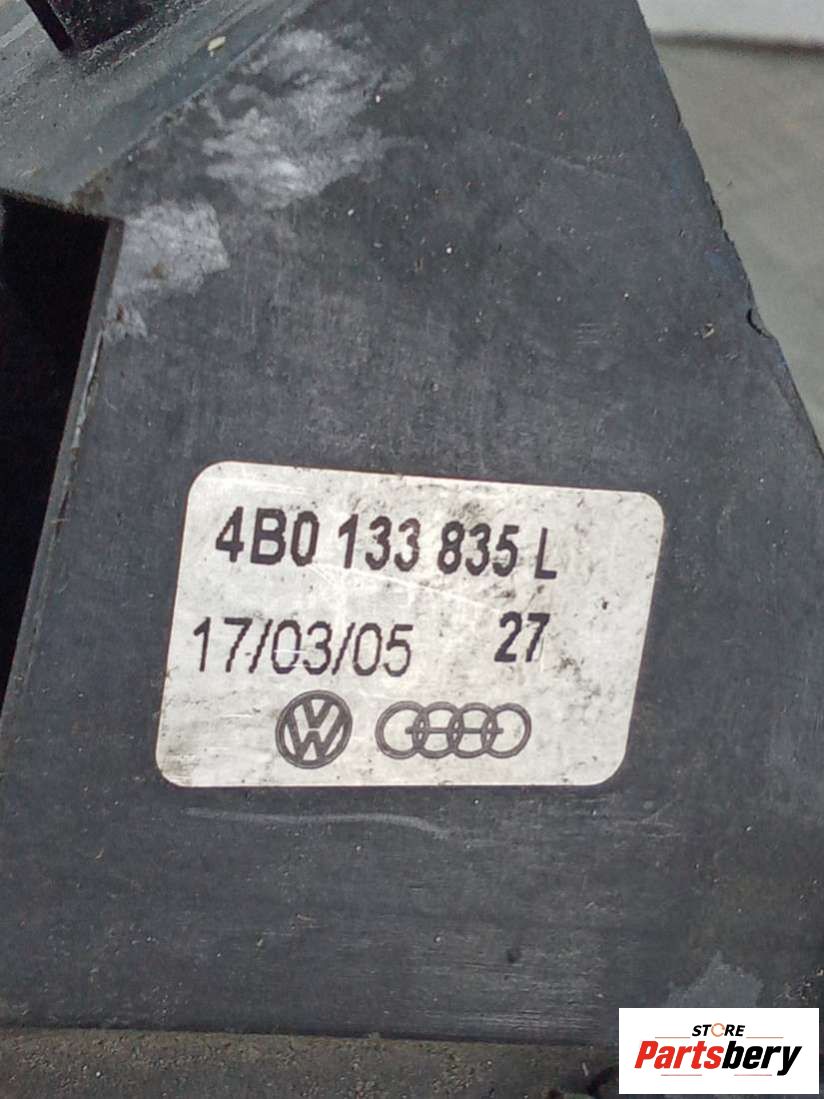 4B0 133 835 L
17/03/05 27
STORE
Partsbery